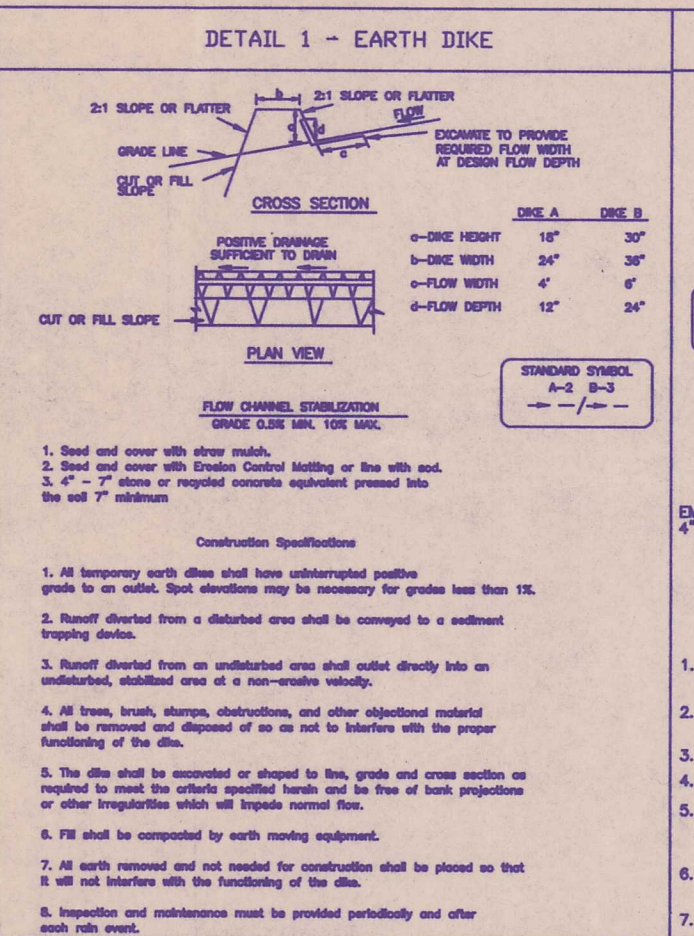 DETAIL 1 - EARTH DIKE
b
2:1 SLOPE OR FLATTER
2:1 SLOPE OR FLATTER
FLOW
a
d
c
EXCAVATE TO PROVIDE
REQUIRED FLOW WIDTH
AT DESIGN FLOW DEPTH
GRADE LINE
CUT OR FILL
SLOPE
CROSS SECTION
DIKE A DIKE B
a-DIKE HEIGHT 18" 30"
b-DIKE WIDTH 24" 36"
c-FLOW WIDTH 4' 6'
d-FLOW DEPTH 12" 24"
POSITIVE DRAINAGE
SUFFICIENT TO DRAIN
CUT OR FILL SLOPE
PLAN VIEW
STANDARD SYMBOL
A-2 B-3
FLOW CHANNEL STABILIZATION
GRADE 0.5% MIN. 10% MAX.
1. Seed and cover with straw mulch.
2. Seed and cover with Erosion Control Matting or line with sod.
3. 4" - 7" stone or recycled concrete equivalent pressed into
the soil 7" minimum
Construction Specifications
1. All temporary earth dikes shall have uninterrupted positive
grade to an outlet. Spot elevations may be necessary for grades less than 1%.
2. Runoff diverted from a disturbed area shall be conveyed to a sediment
trapping device.
3. Runoff diverted from an undisturbed area shall outlet directly into an
undisturbed, stabilized area at a non-erosive velocity.
4. All trees, brush, stumps, obstructions, and other objectional material
shall be removed and disposed of so as not to interfere with the proper
functioning of the dike.
5. The dike shall be excavated or shaped to line, grade and cross section as
required to meet the criteria specified herein and be free of bank projections
or other irregularities which will impede normal flow.
6. Fill shall be compacted by earth moving equipment.
7. All earth removed and not needed for construction shall be placed so that
it will not interfere with the functioning of the dike.
8. Inspection and maintenance must be provided periodically and after
each rain event.
4"
1.
2.
3.
4.
5.
6.
7.